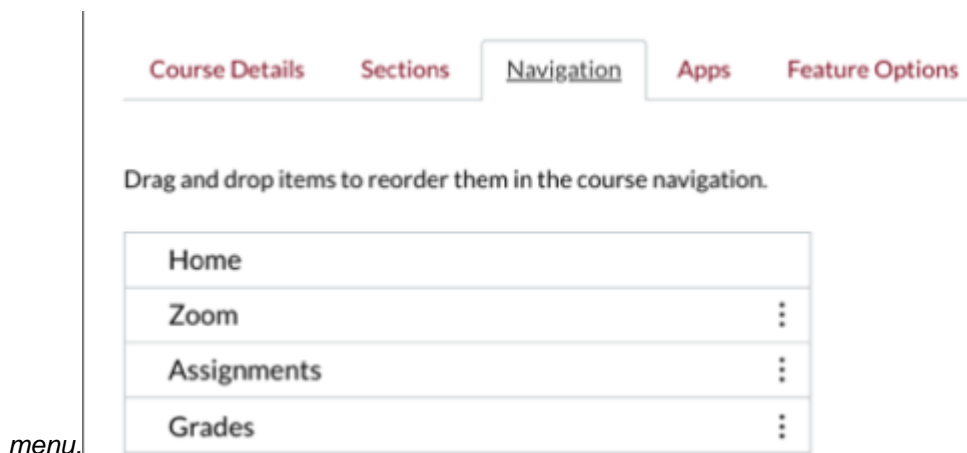 Course Details Sections Navigation Apps Feature Options
Drag and drop items to reorder them in the course navigation.
Home
Zoom
Assignments
Grades
menu.